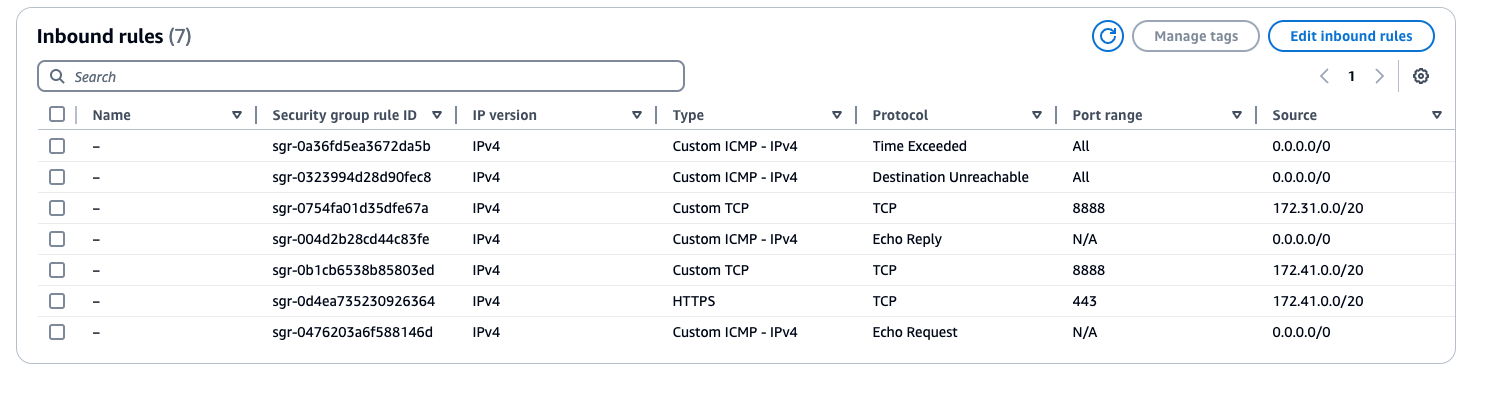 Inbound rules (7)
Manage tags
Edit inbound rules
Search
1
Name Security group rule ID IP version Type Protocol Port range Source
– sgr-0a36fd5ea3672da5b IPv4 Custom ICMP - IPv4 Time Exceeded All 0.0.0.0/0
– sgr-0323994d28d90fec8 IPv4 Custom ICMP - IPv4 Destination Unreachable All 0.0.0.0/0
– sgr-0754fa01d35dfe67a IPv4 Custom TCP TCP 8888 172.31.0.0/20
– sgr-004d2b28cd44c83fe IPv4 Custom ICMP - IPv4 Echo Reply N/A 0.0.0.0/0
– sgr-0b1cb6538b85803ed IPv4 Custom TCP TCP 8888 172.41.0.0/20
– sgr-0d4ea735230926364 IPv4 HTTPS TCP 443 172.41.0.0/20
– sgr-0476203a6f588146d IPv4 Custom ICMP - IPv4 Echo Request N/A 0.0.0.0/0